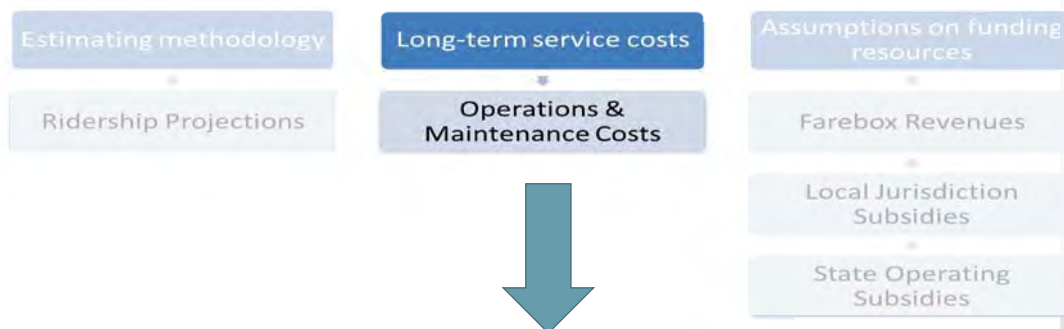 Estimating methodology
Ridership Projections
Long-term service costs
Operations &
Maintenance Costs
Assumptions on funding
resources
Farebox Revenues
Local Jurisdiction
Subsidies
State Operating
Subsidies